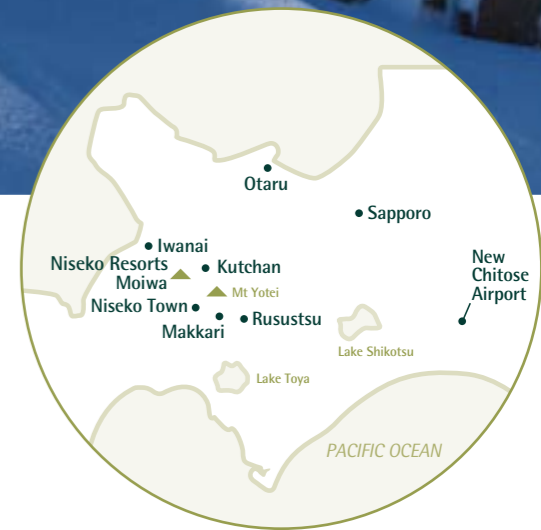 Otaru
Sapporo
Iwanai
Niseko Resorts
Moiwa
Kutchan
New
Chitose
Airport
Mt Yotei
Niseko Town
Makkari
Rusustsu
Lake Shikotsu
Lake Toya
PACIFIC OCEAN